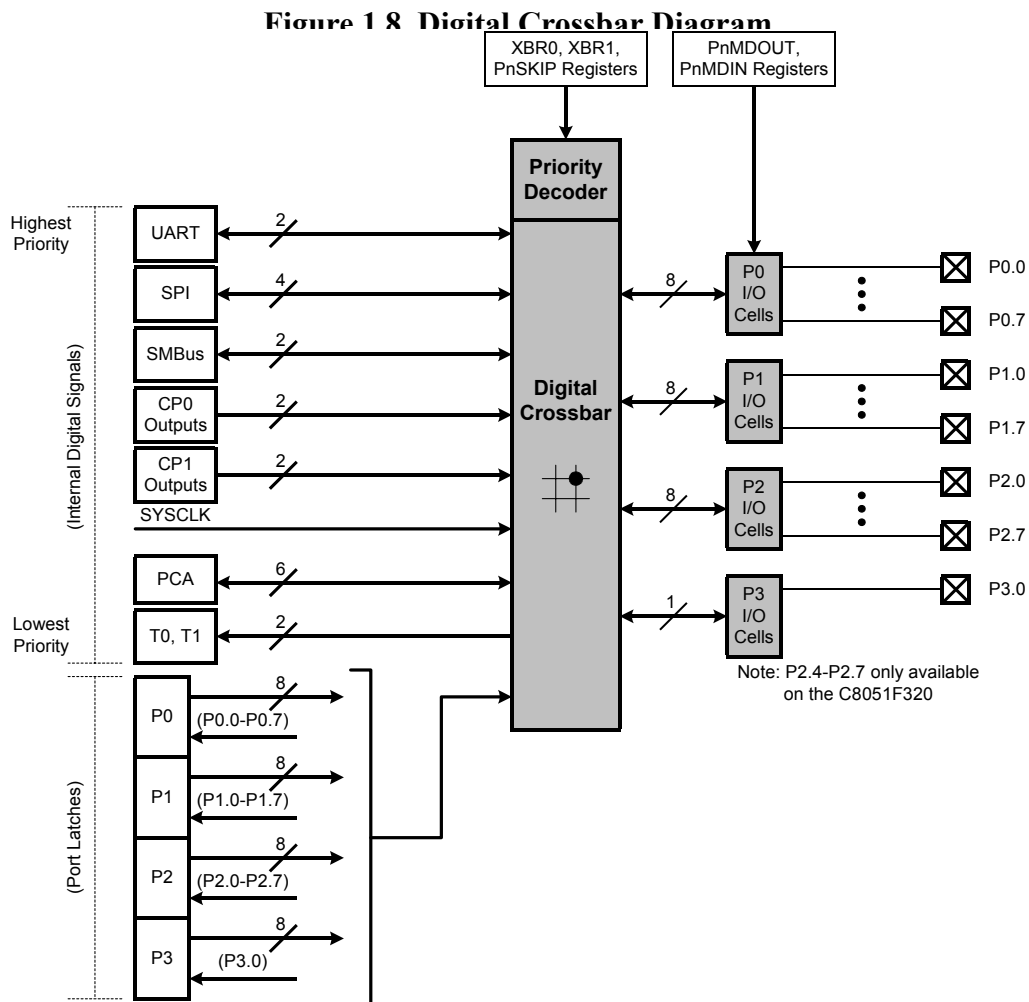 Figure 1.8. Digital Crossbar Diagram
XBR0, XBR1,
PnSKIP Registers
PnMDOUT,
PnMDIN Registers
Priority
Decoder
Highest
Priority
UART
2
SPI
4
SMBus
2
CP0
Outputs
2
CP1
Outputs
2
SYSCLK
PCA
6
Lowest
Priority
T0, T1
2
(Internal Digital Signals)
Digital
Crossbar
8
P0
I/O
Cells
P0.0
P0.7
8
P1
I/O
Cells
P1.0
P1.7
8
P2
I/O
Cells
P2.0
P2.7
1
P3
I/O
Cells
P3.0
Note: P2.4-P2.7 only available
on the C8051F320
(Port Latches)
P0
8
(P0.0-P0.7)
P1
8
(P1.0-P1.7)
P2
8
(P2.0-P2.7)
P3
8
(P3.0)